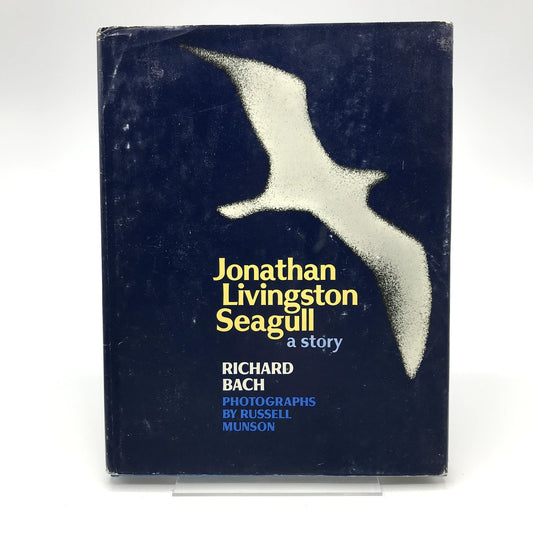 Jonathan
Livingston
Seagull
a story
RICHARD
BACH
PHOTOGRAPHS
BY RUSSELL
MUNSON